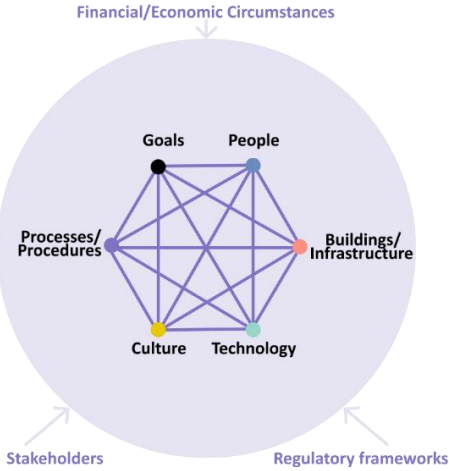 Financial/Economic Circumstances
Goals
People
Processes/
Procedures
Buildings/
Infrastructure
Culture
Technology
Stakeholders
Regulatory frameworks